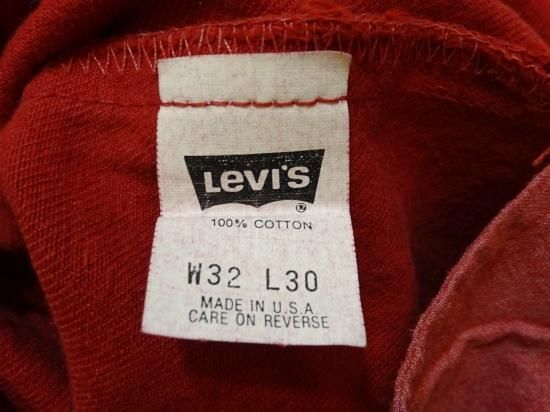 Levi's
®
100% COTTON
W32 L30
MADE IN U.S.A.
CARE ON REVERSE